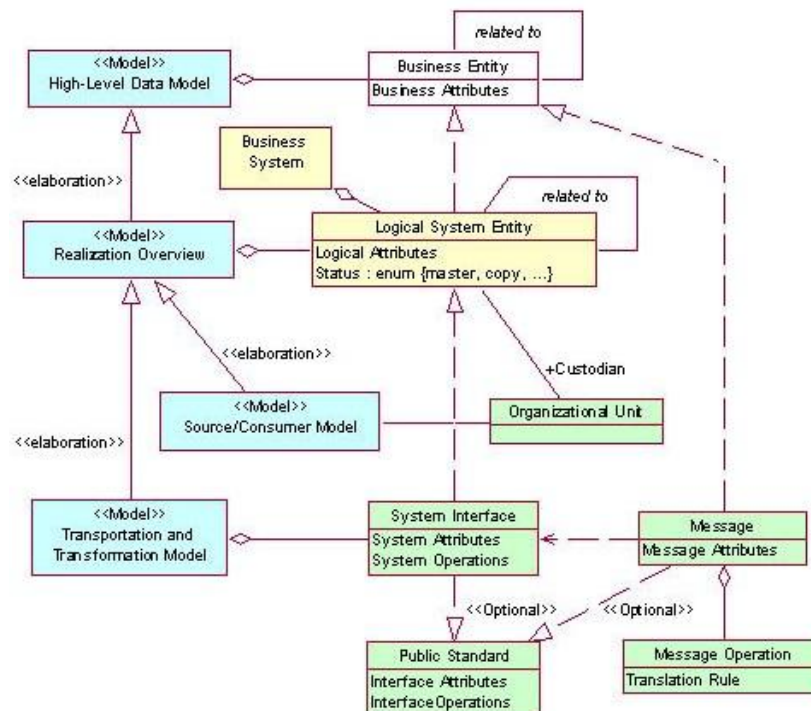 related to
<<Model>>
High-Level Data Model
Business Entity
Business Attributes
Business
System
<<elaboration>>
related to
<<Model>>
Realization Overview
Logical System Entity
Logical Attributes
Status : enum {master, copy, ...}
<<elaboration>>
+Custodian
<<Model>>
Source/Consumer Model
Organizational Unit
<<elaboration>>
<<Model>>
Transportation and
Transformation Model
System Interface
System Attributes
System Operations
Message
Message Attributes
<<Optional>>
<<Optional>>
Public Standard
Interface Attributes
InterfaceOperations
Message Operation
Translation Rule